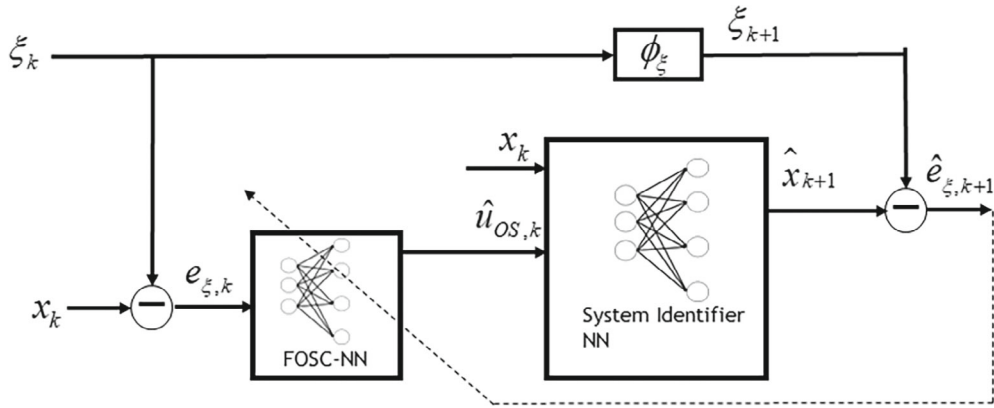 ξ_k
ϕ_ξ
ξ_{k+1}
x_k
x̂_{k+1}
ê_{ξ,k+1}
û_{OS,k}
e_{ξ,k}
x_k
System Identifier
NN
FOSC-NN